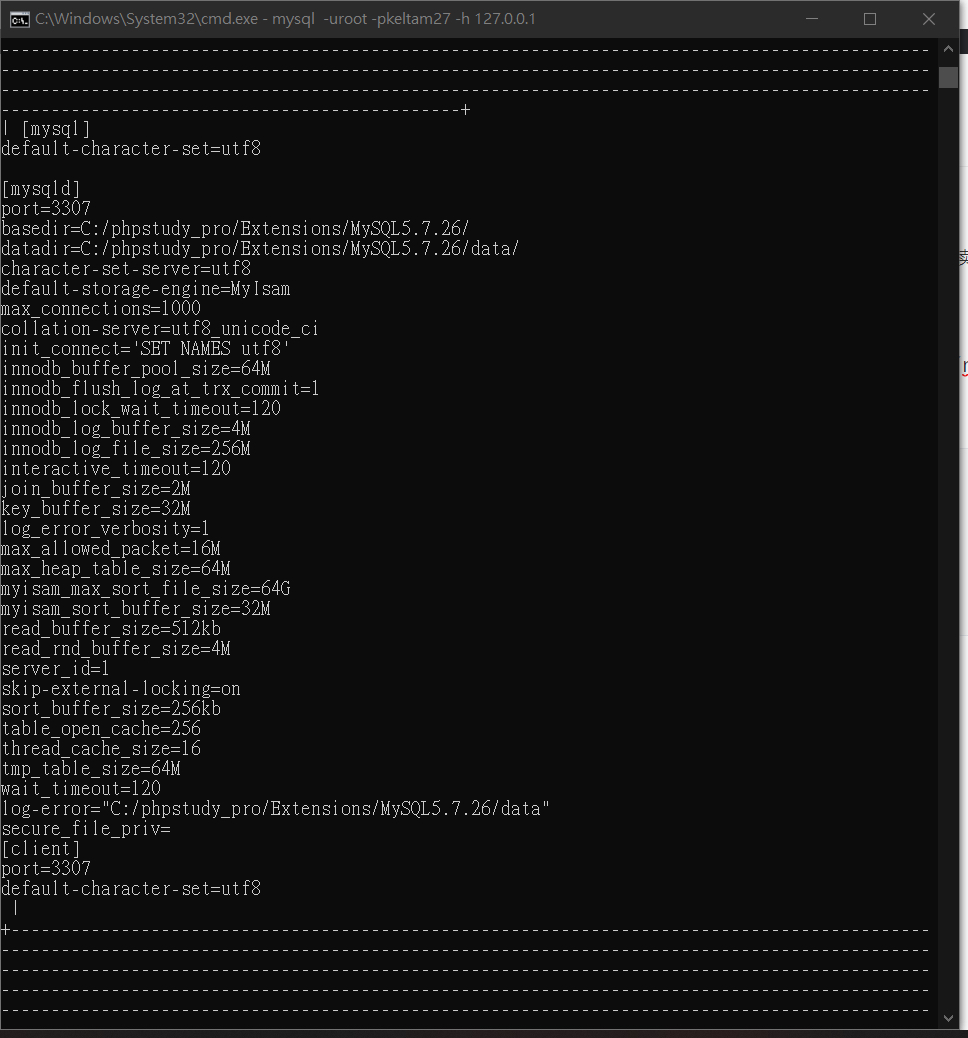 C:\Windows\System32\cmd.exe - mysql  -uroot -pkeltam27 -h 127.0.0.1
--------------------------------------------------------------------------------------------
--------------------------------------------------------------------------------------------
--------------------------------------------------------------------------------------------
----------------------------------------------+
| [mysql]
default-character-set=utf8

[mysqld]
port=3307
basedir=C:/phpstudy_pro/Extensions/MySQL5.7.26/
datadir=C:/phpstudy_pro/Extensions/MySQL5.7.26/data/
character-set-server=utf8
default-storage-engine=MyIsam
max_connections=1000
collation-server=utf8_unicode_ci
init_connect='SET NAMES utf8'
innodb_buffer_pool_size=64M
innodb_flush_log_at_trx_commit=1
innodb_lock_wait_timeout=120
innodb_log_buffer_size=4M
innodb_log_file_size=256M
interactive_timeout=120
join_buffer_size=2M
key_buffer_size=32M
log_error_verbosity=1
max_allowed_packet=16M
max_heap_table_size=64M
myisam_max_sort_file_size=64G
myisam_sort_buffer_size=32M
read_buffer_size=512kb
read_rnd_buffer_size=4M
server_id=1
skip-external-locking=on
sort_buffer_size=256kb
table_open_cache=256
thread_cache_size=16
tmp_table_size=64M
wait_timeout=120
log-error="C:/phpstudy_pro/Extensions/MySQL5.7.26/data"
secure_file_priv=
[client]
port=3307
default-character-set=utf8
 |
+-------------------------------------------------------------------------------------------
--------------------------------------------------------------------------------------------
--------------------------------------------------------------------------------------------
--------------------------------------------------------------------------------------------
--------------------------------------------------------------------------------------------